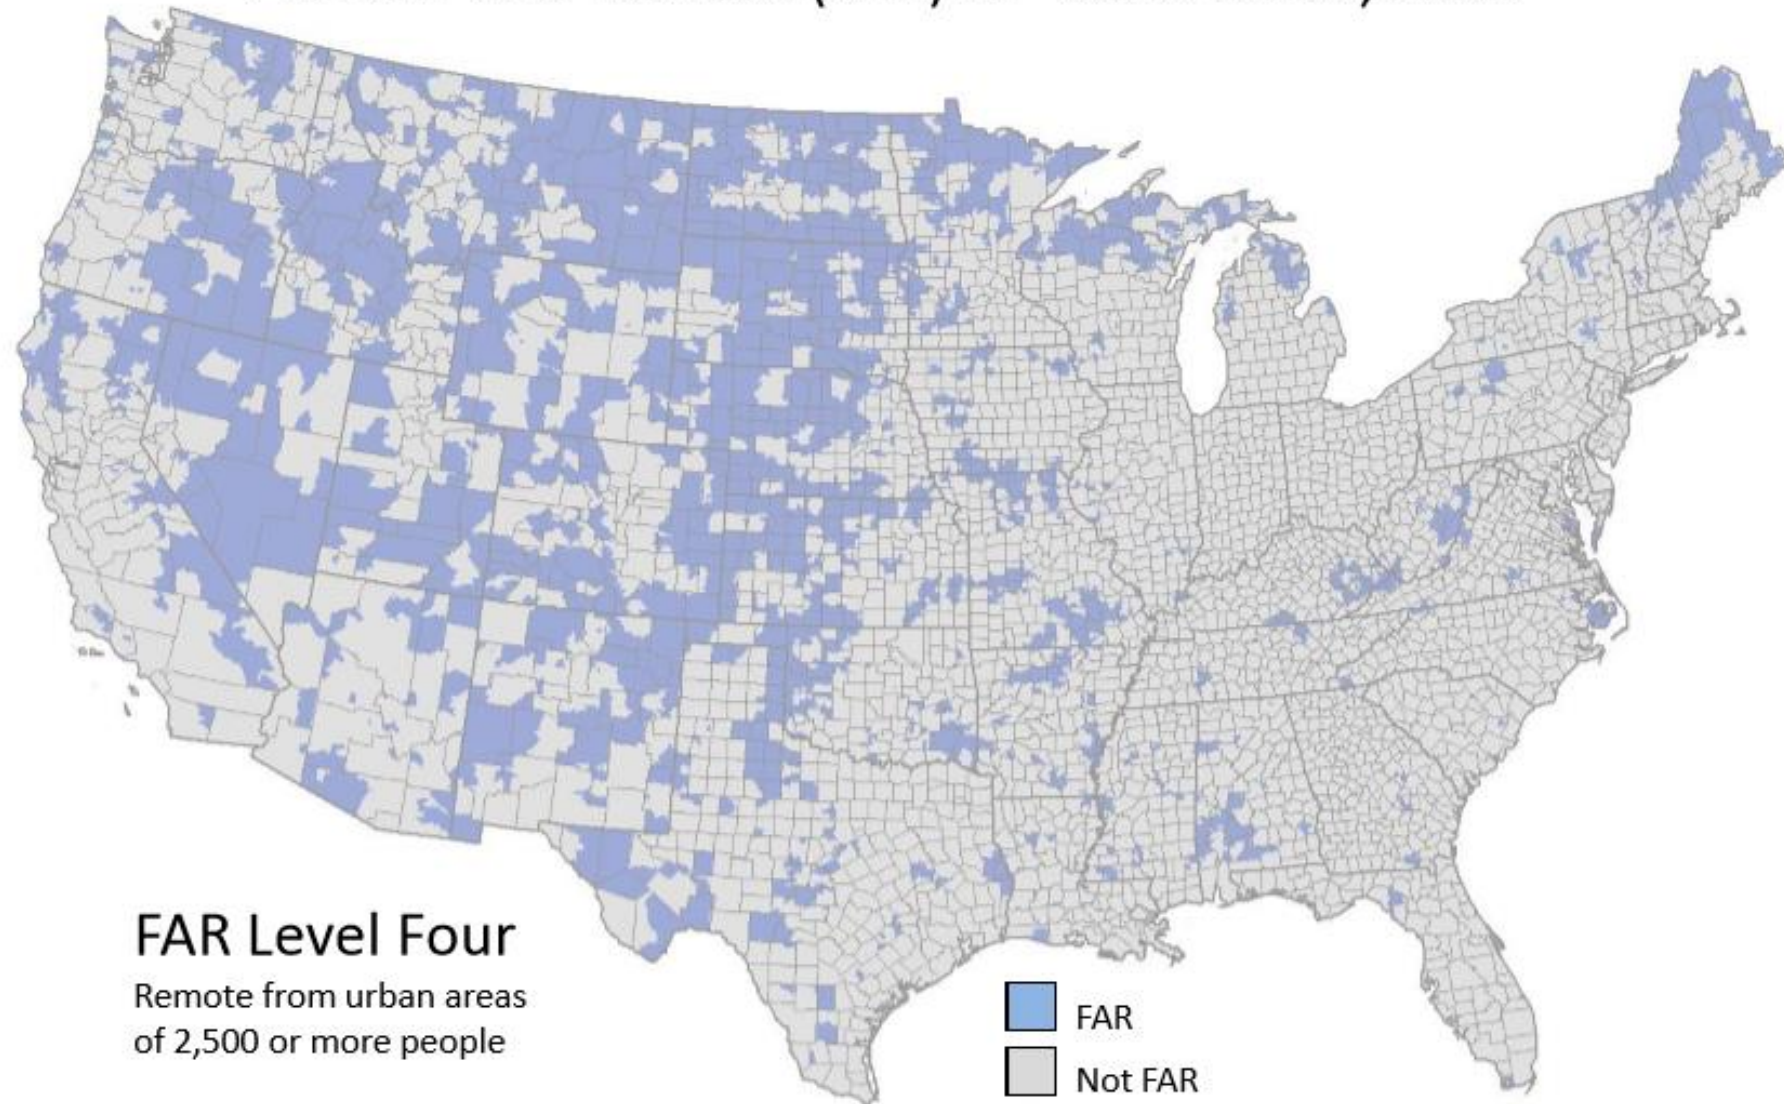 FAR Level Four
Remote from urban areas
of 2,500 or more people
FAR
Not FAR